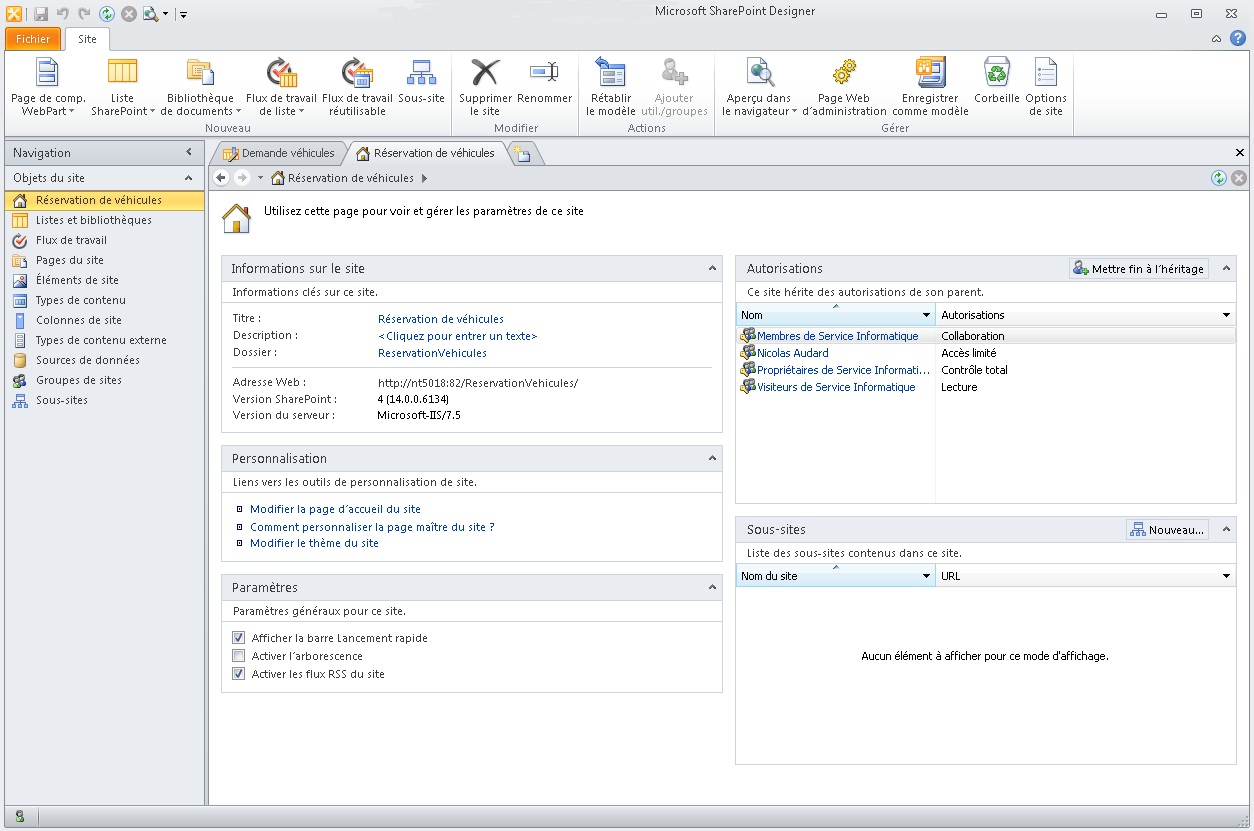 Microsoft SharePoint Designer
Fichier
Site
Page de comp. WebPart
Liste SharePoint
Bibliothèque de documents
Flux de travail de liste
Flux de travail réutilisable
Sous-site
Nouveau
Supprimer le site
Renommer
Modifier
Rétablir le modèle
Ajouter util./groupes
Actions
Aperçu dans le navigateur
Page Web d'administration
Enregistrer comme modèle
Corbeille
Options de site
Gérer
Navigation
Objets du site
Réservation de véhicules
Listes et bibliothèques
Flux de travail
Pages du site
Éléments de site
Types de contenu
Colonnes de site
Types de contenu externe
Sources de données
Groupes de sites
Sous-sites
Demande véhicules
Réservation de véhicules
Réservation de véhicules
Utilisez cette page pour voir et gérer les paramètres de ce site
Informations sur le site
Informations clés sur ce site.
Titre : Réservation de véhicules
Description : <Cliquez pour entrer un texte>
Dossier : ReservationVehicules
Adresse Web : http://nt5018:82/ReservationVehicules/
Version SharePoint : 4 (14.0.0.6134)
Version du serveur : Microsoft-IIS/7.5
Personnalisation
Liens vers les outils de personnalisation de site.
Modifier la page d'accueil du site
Comment personnaliser la page maître du site ?
Modifier le thème du site
Paramètres
Paramètres généraux pour ce site.
Afficher la barre Lancement rapide
Activer l'arborescence
Activer les flux RSS du site
Autorisations
Mettre fin à l'héritage
Ce site hérite des autorisations de son parent.
Nom Autorisations
Membres de Service Informatique Collaboration
Nicolas Audard Accès limité
Propriétaires de Service Informati... Contrôle total
Visiteurs de Service Informatique Lecture
Sous-sites
Nouveau...
Liste des sous-sites contenus dans ce site.
Nom du site URL
Aucun élément à afficher pour ce mode d'affichage.